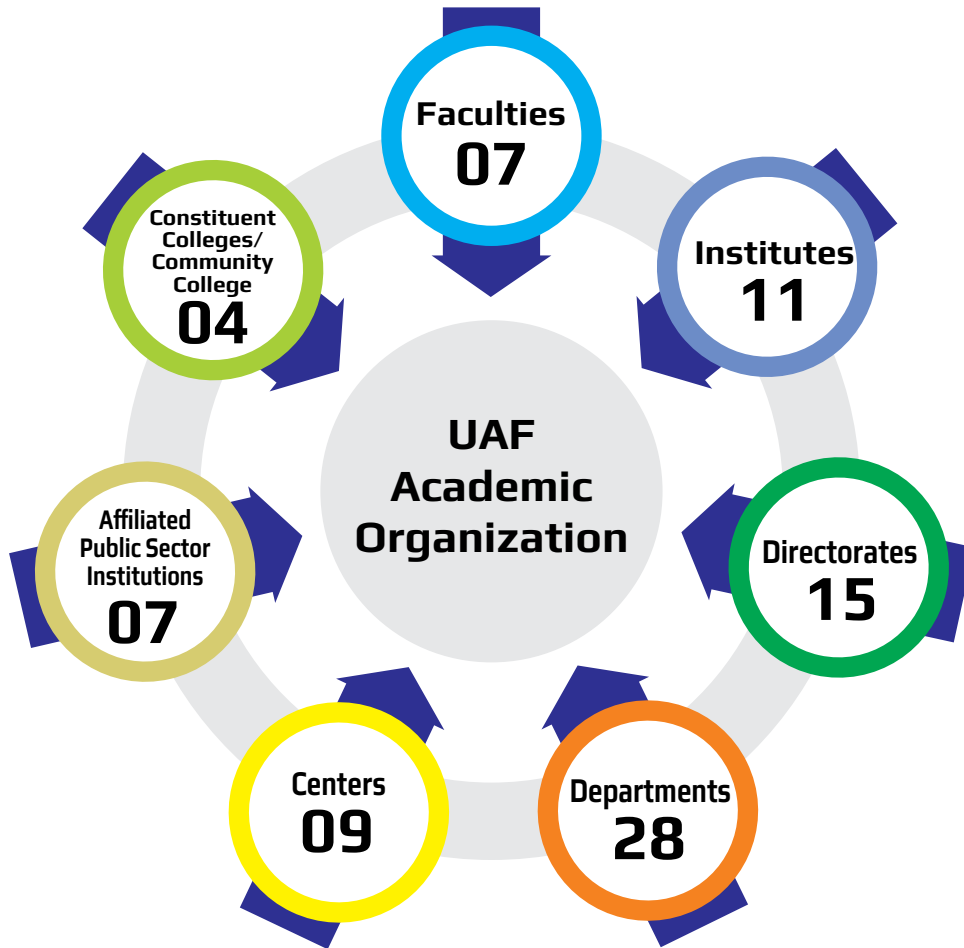 Faculties
07
Institutes
11
Directorates
15
Departments
28
Centers
09
Affiliated
Public Sector
Institutions
07
Constituent
Colleges/
Community
College
04
UAF
Academic
Organization